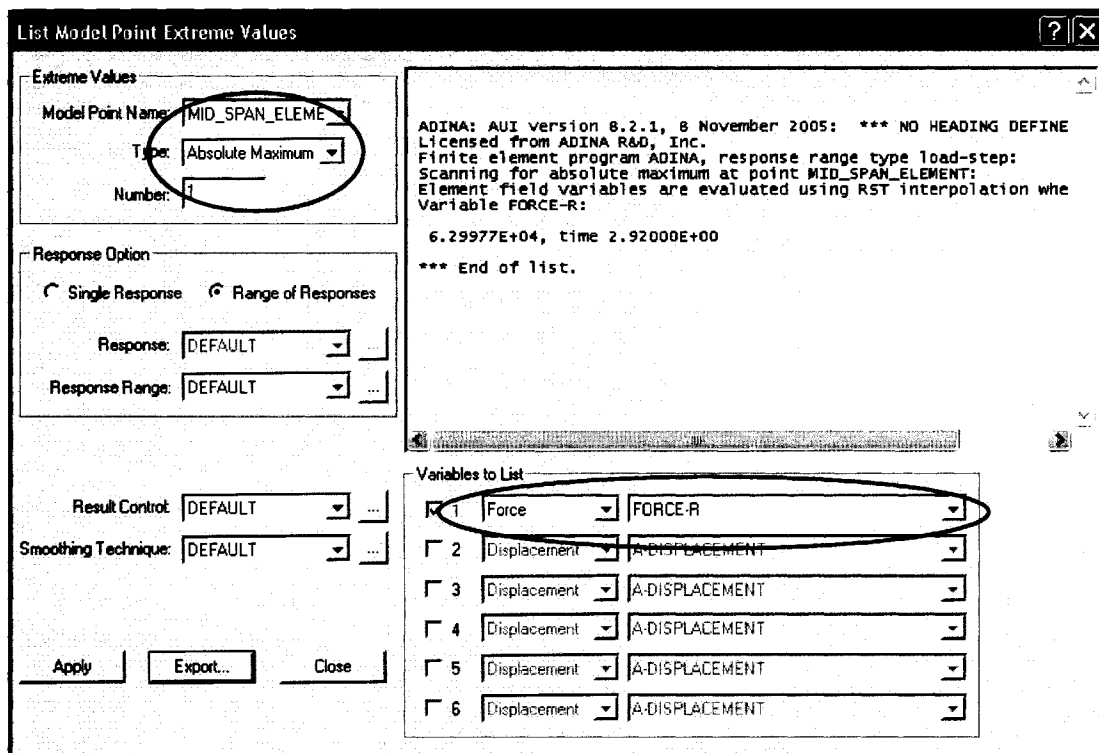 List Model Point Extreme Values
Extreme Values
Model Point Name: MID_SPAN_ELEME
Type: Absolute Maximum
Number: 1
Response Option
Single Response Range of Responses
Response: DEFAULT ...
Response Range: DEFAULT ...
Result Control: DEFAULT ...
Smoothing Technique: DEFAULT ...
Apply Export... Close
ADINA: AUI version 8.2.1, 8 November 2005: *** NO HEADING DEFINE
Licensed from ADINA R&D, Inc.
Finite element program ADINA, response range type load-step:
Scanning for absolute maximum at point MID_SPAN_ELEMENT:
Element field variables are evaluated using RST interpolation whe
Variable FORCE-R:
6.29977E+04, time 2.92000E+00
*** End of list.
Variables to List
1 Force FORCE-R
2 Displacement A-DISPLACEMENT
3 Displacement A-DISPLACEMENT
4 Displacement A-DISPLACEMENT
5 Displacement A-DISPLACEMENT
6 Displacement A-DISPLACEMENT